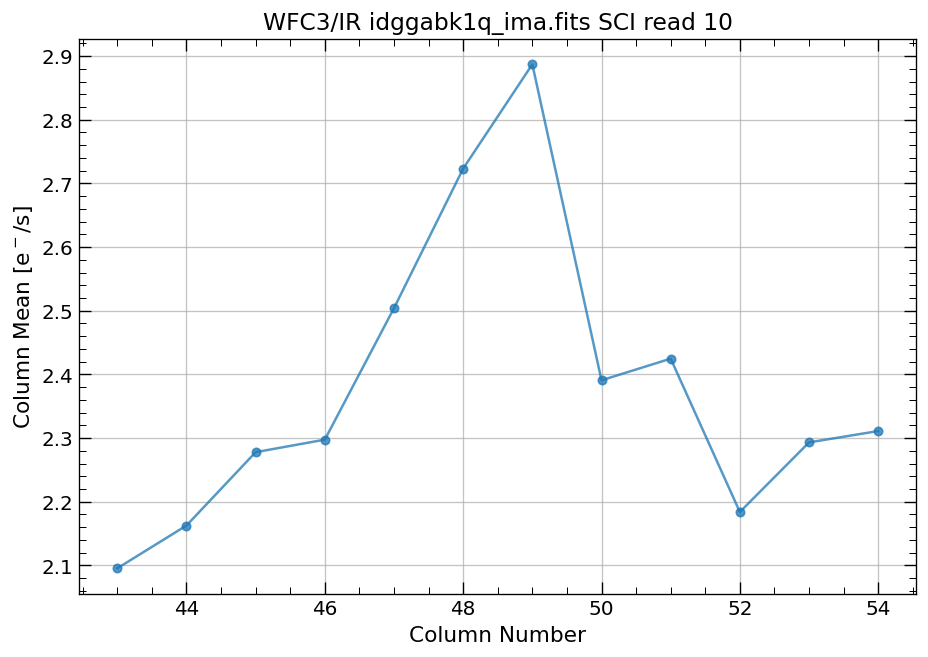 WFC3/IR idggabk1q_ima.fits SCI read 10
Column Mean [e⁻/s]
2.9
2.8
2.7
2.6
2.5
2.4
2.3
2.2
2.1
44 46 48 50 52 54
Column Number